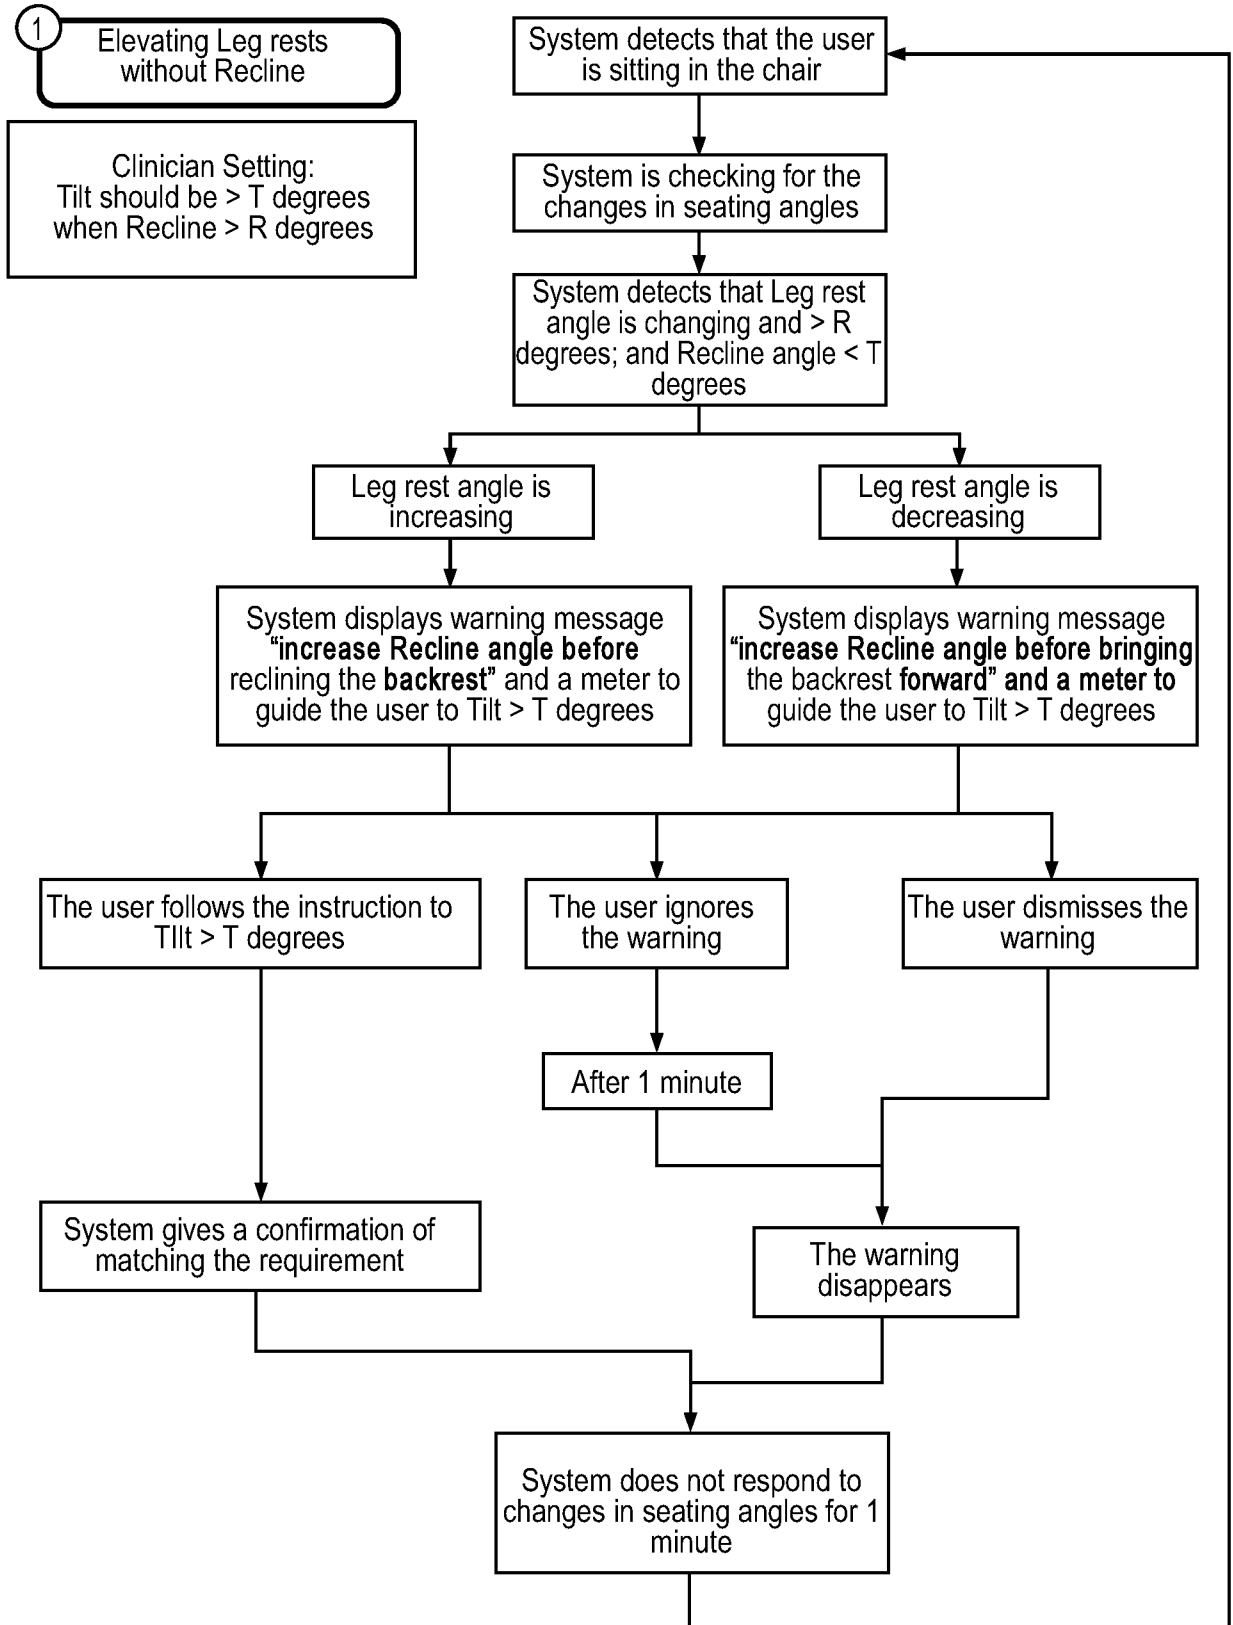 1
Elevating Leg rests
without Recline
Clinician Setting:
Tilt should be > T degrees
when Recline > R degrees
System detects that the user
is sitting in the chair
System is checking for the
changes in seating angles
System detects that Leg rest
angle is changing and > R
degrees; and Recline angle < T
degrees
Leg rest angle is
increasing
Leg rest angle is
decreasing
System displays warning message
“increase Recline angle before
reclining the backrest” and a meter to
guide the user to Tilt > T degrees
System displays warning message
“increase Recline angle before bringing
the backrest forward” and a meter to
guide the user to Tilt > T degrees
The user follows the instruction to
TIlt > T degrees
The user ignores
the warning
The user dismisses the
warning
After 1 minute
System gives a confirmation of
matching the requirement
The warning
disappears
System does not respond to
changes in seating angles for 1
minute